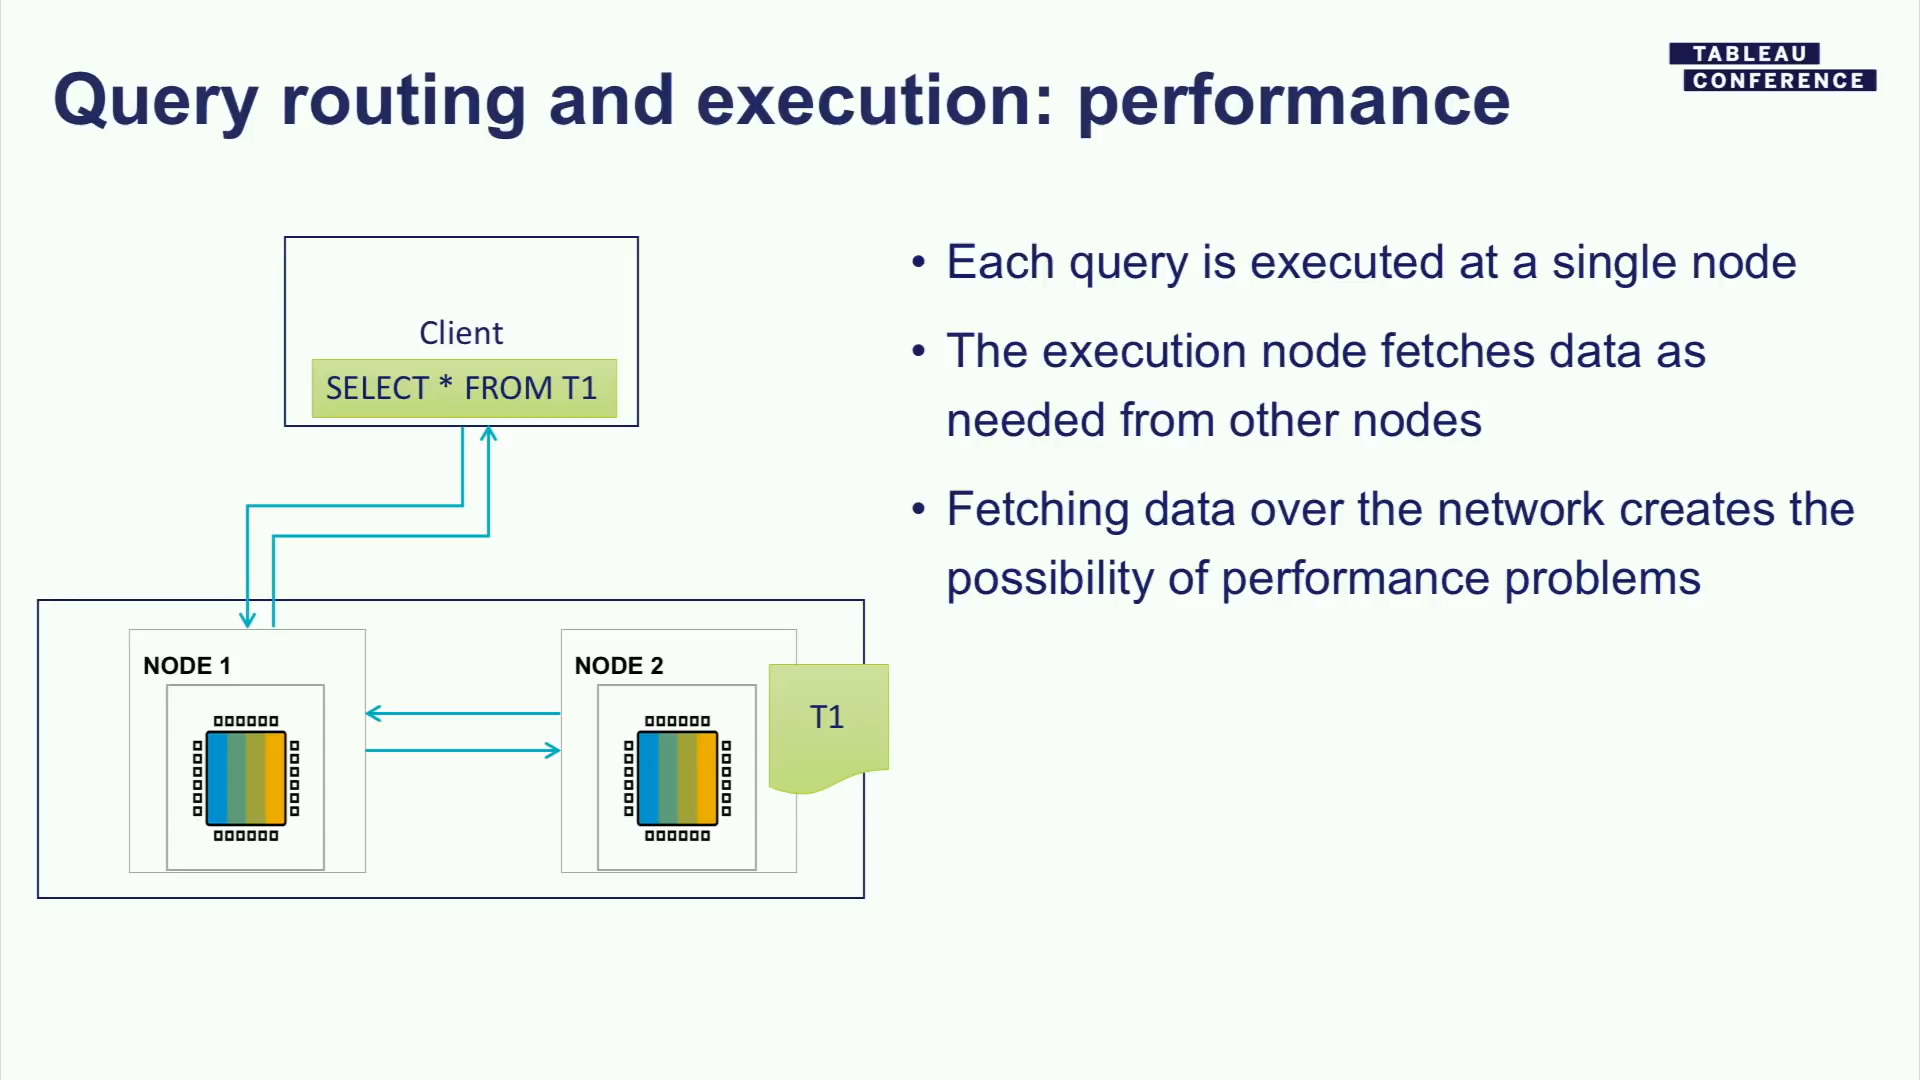 Query routing and execution: performance
TABLEAU
CONFERENCE
Client
SELECT * FROM T1
NODE 1
NODE 2
T1
• Each query is executed at a single node
• The execution node fetches data as
needed from other nodes
• Fetching data over the network creates the
possibility of performance problems